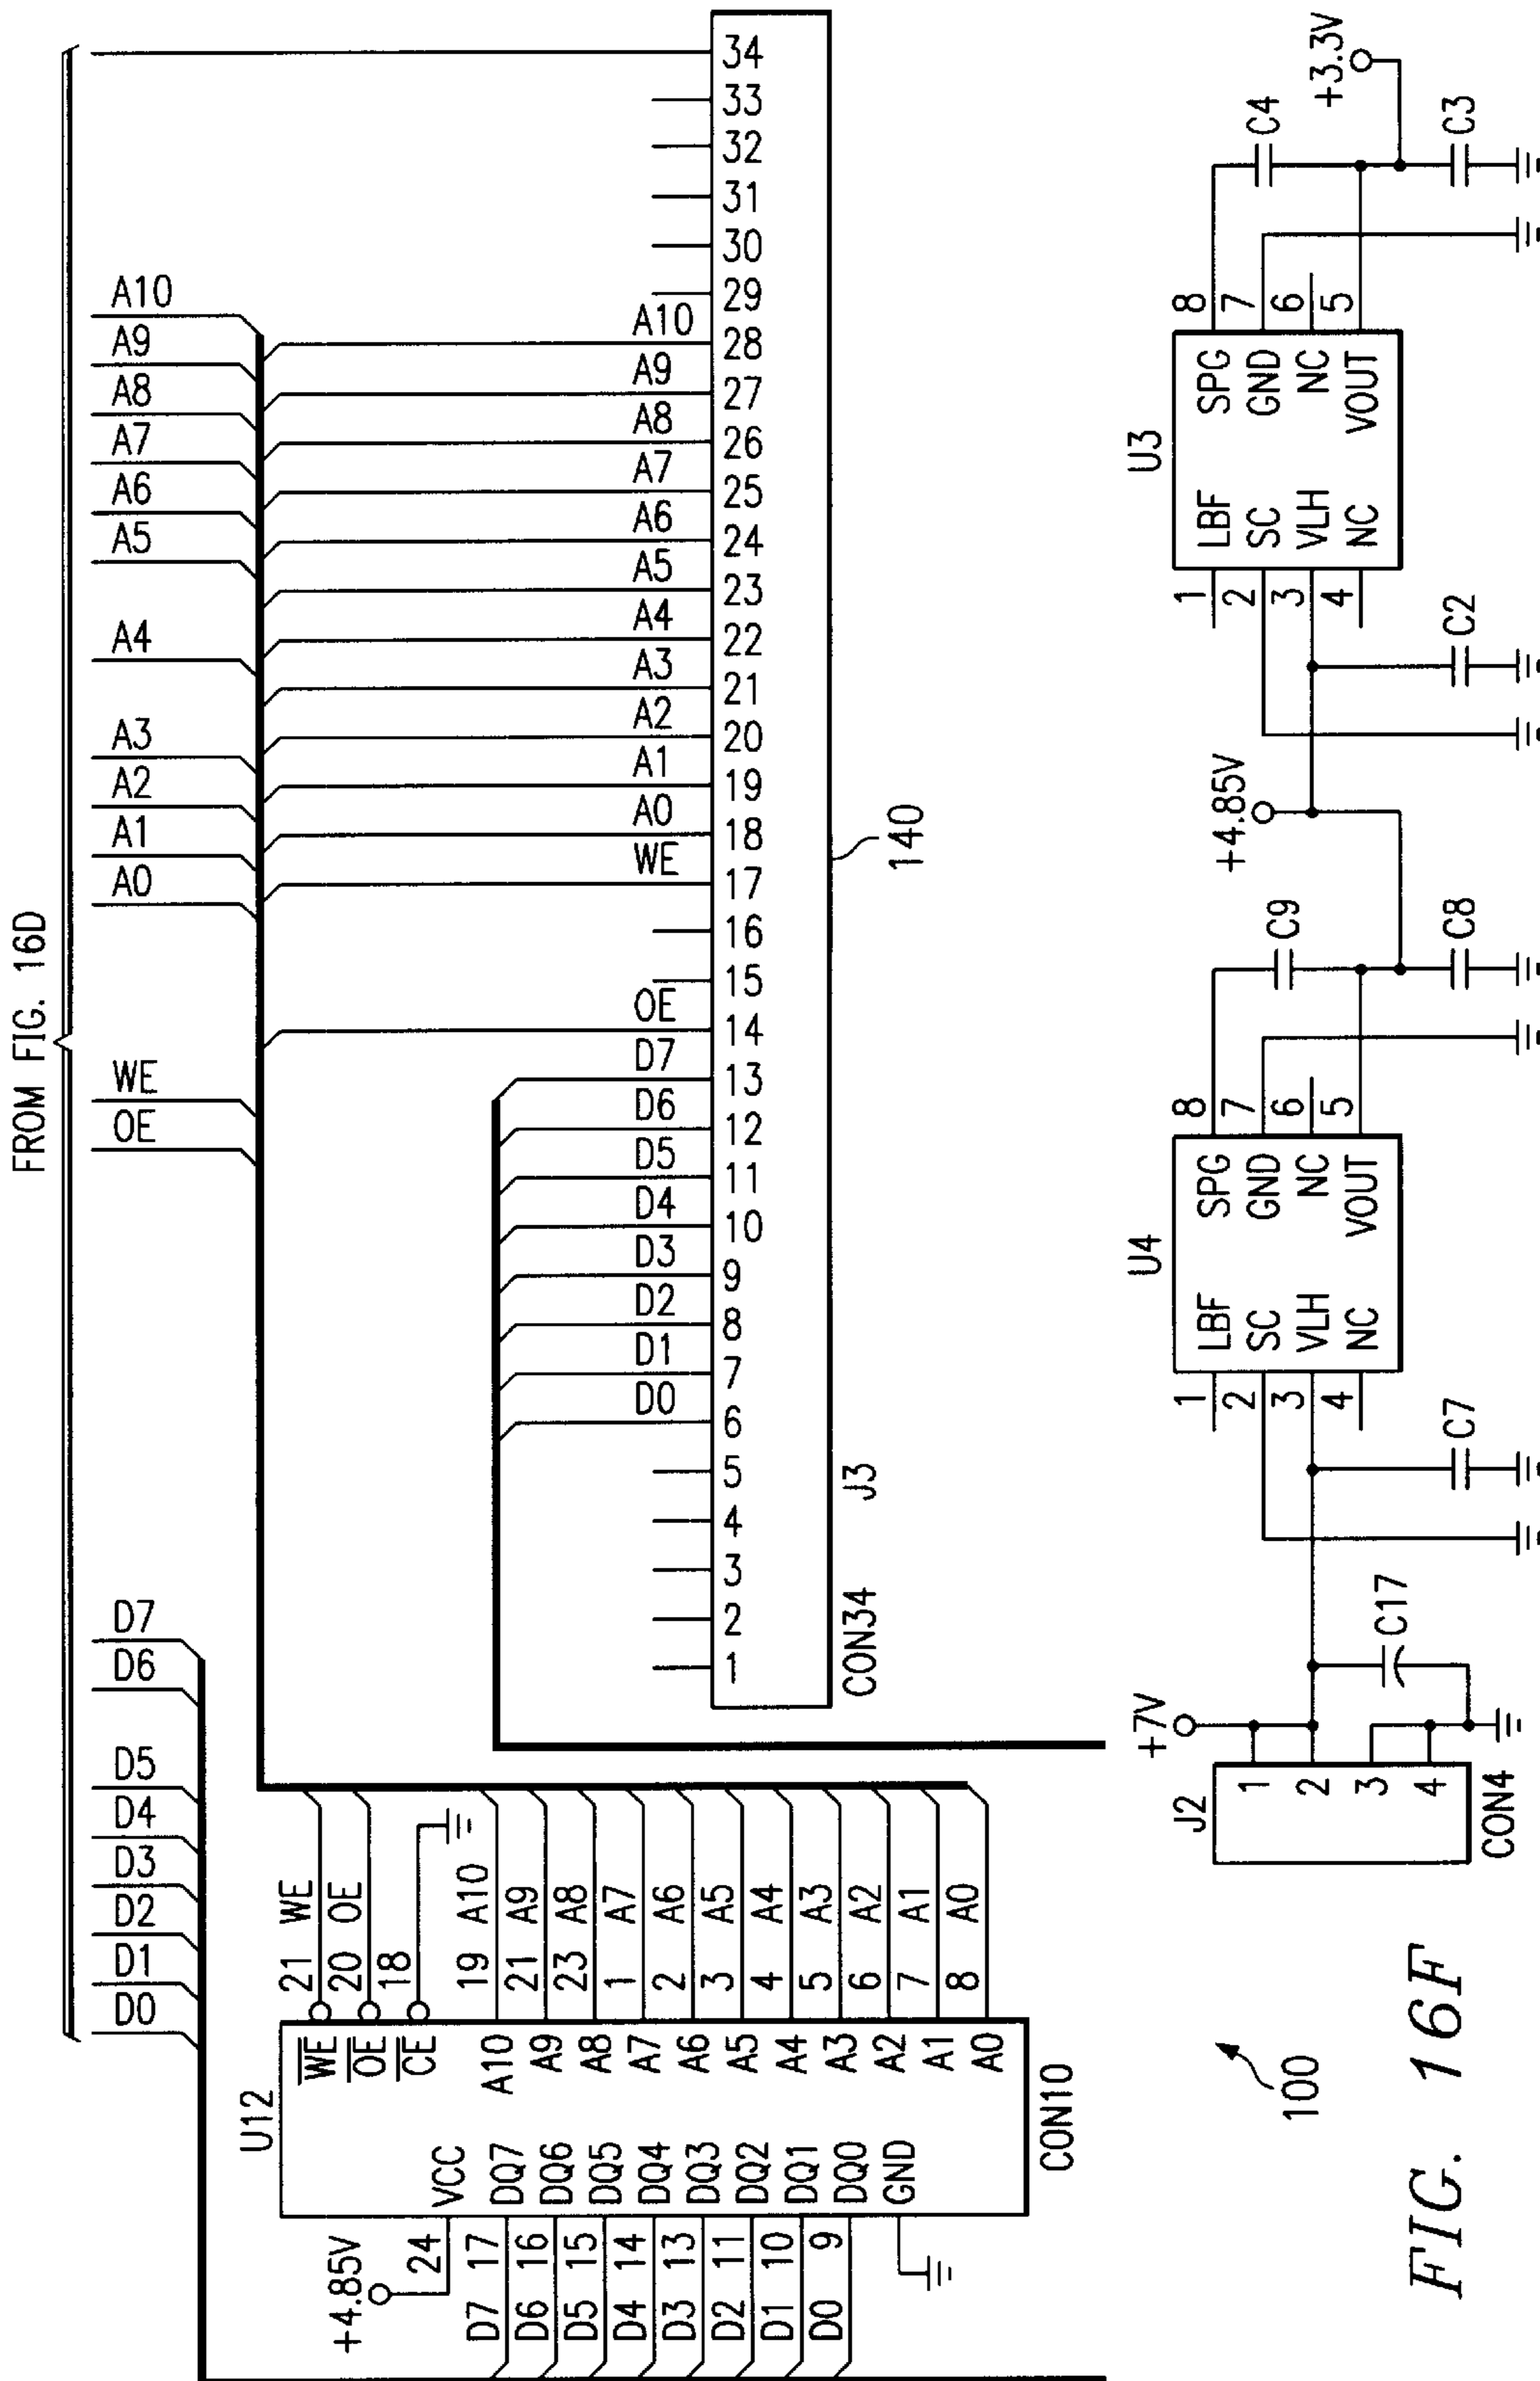 FROM FIG. 16D
D0 D1 D2 D3 D4 D5 D6 D7 OE WE A0 A1 A2 A3 A4 A5 A6 A7 A8 A9 A10
U12
+4.85V
24 VCC
D7 17 DQ7
D6 16 DQ6
D5 15 DQ5
D4 14 DQ4
D3 13 DQ3
D2 11 DQ2
D1 10 DQ1
D0 9 DQ0
GND
WE 21 WE
OE 20 OE
CE 18
A10 19 A10
A9 21 A9
A8 23 A8
A7 1 A7
A6 2 A6
A5 3 A5
A4 4 A4
A3 5 A3
A2 6 A2
A1 7 A1
A0 8 A0
CON10
D0 D1 D2 D3 D4 D5 D6 D7 OE WE A0 A1 A2 A3 A4 A5 A6 A7 A8 A9 A10
1 2 3 4 5 6 7 8 9 10 11 12 13 14 15 16 17 18 19 20 21 22 23 24 25 26 27 28 29 30 31 32 33 34
CON34
J3
140
J2
1
2
3
4
CON4
+7V
C17
C7
U4
1 LBF SPG 8
2 SC GND 7
3 VLH NC 6
4 NC VOUT 5
C9
C8
+4.85V
C2
U3
1 LBF SPG 8
2 SC GND 7
3 VLH NC 6
4 NC VOUT 5
C4
C3
+3.3V
100
FIG. 16F